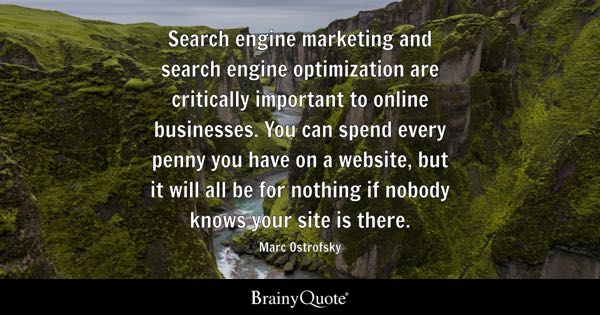 Search engine marketing and
search engine optimization are
critically important to online
businesses. You can spend every
penny you have on a website, but
it will all be for nothing if nobody
knows your site is there.
Marc Ostrofsky
BrainyQuote®